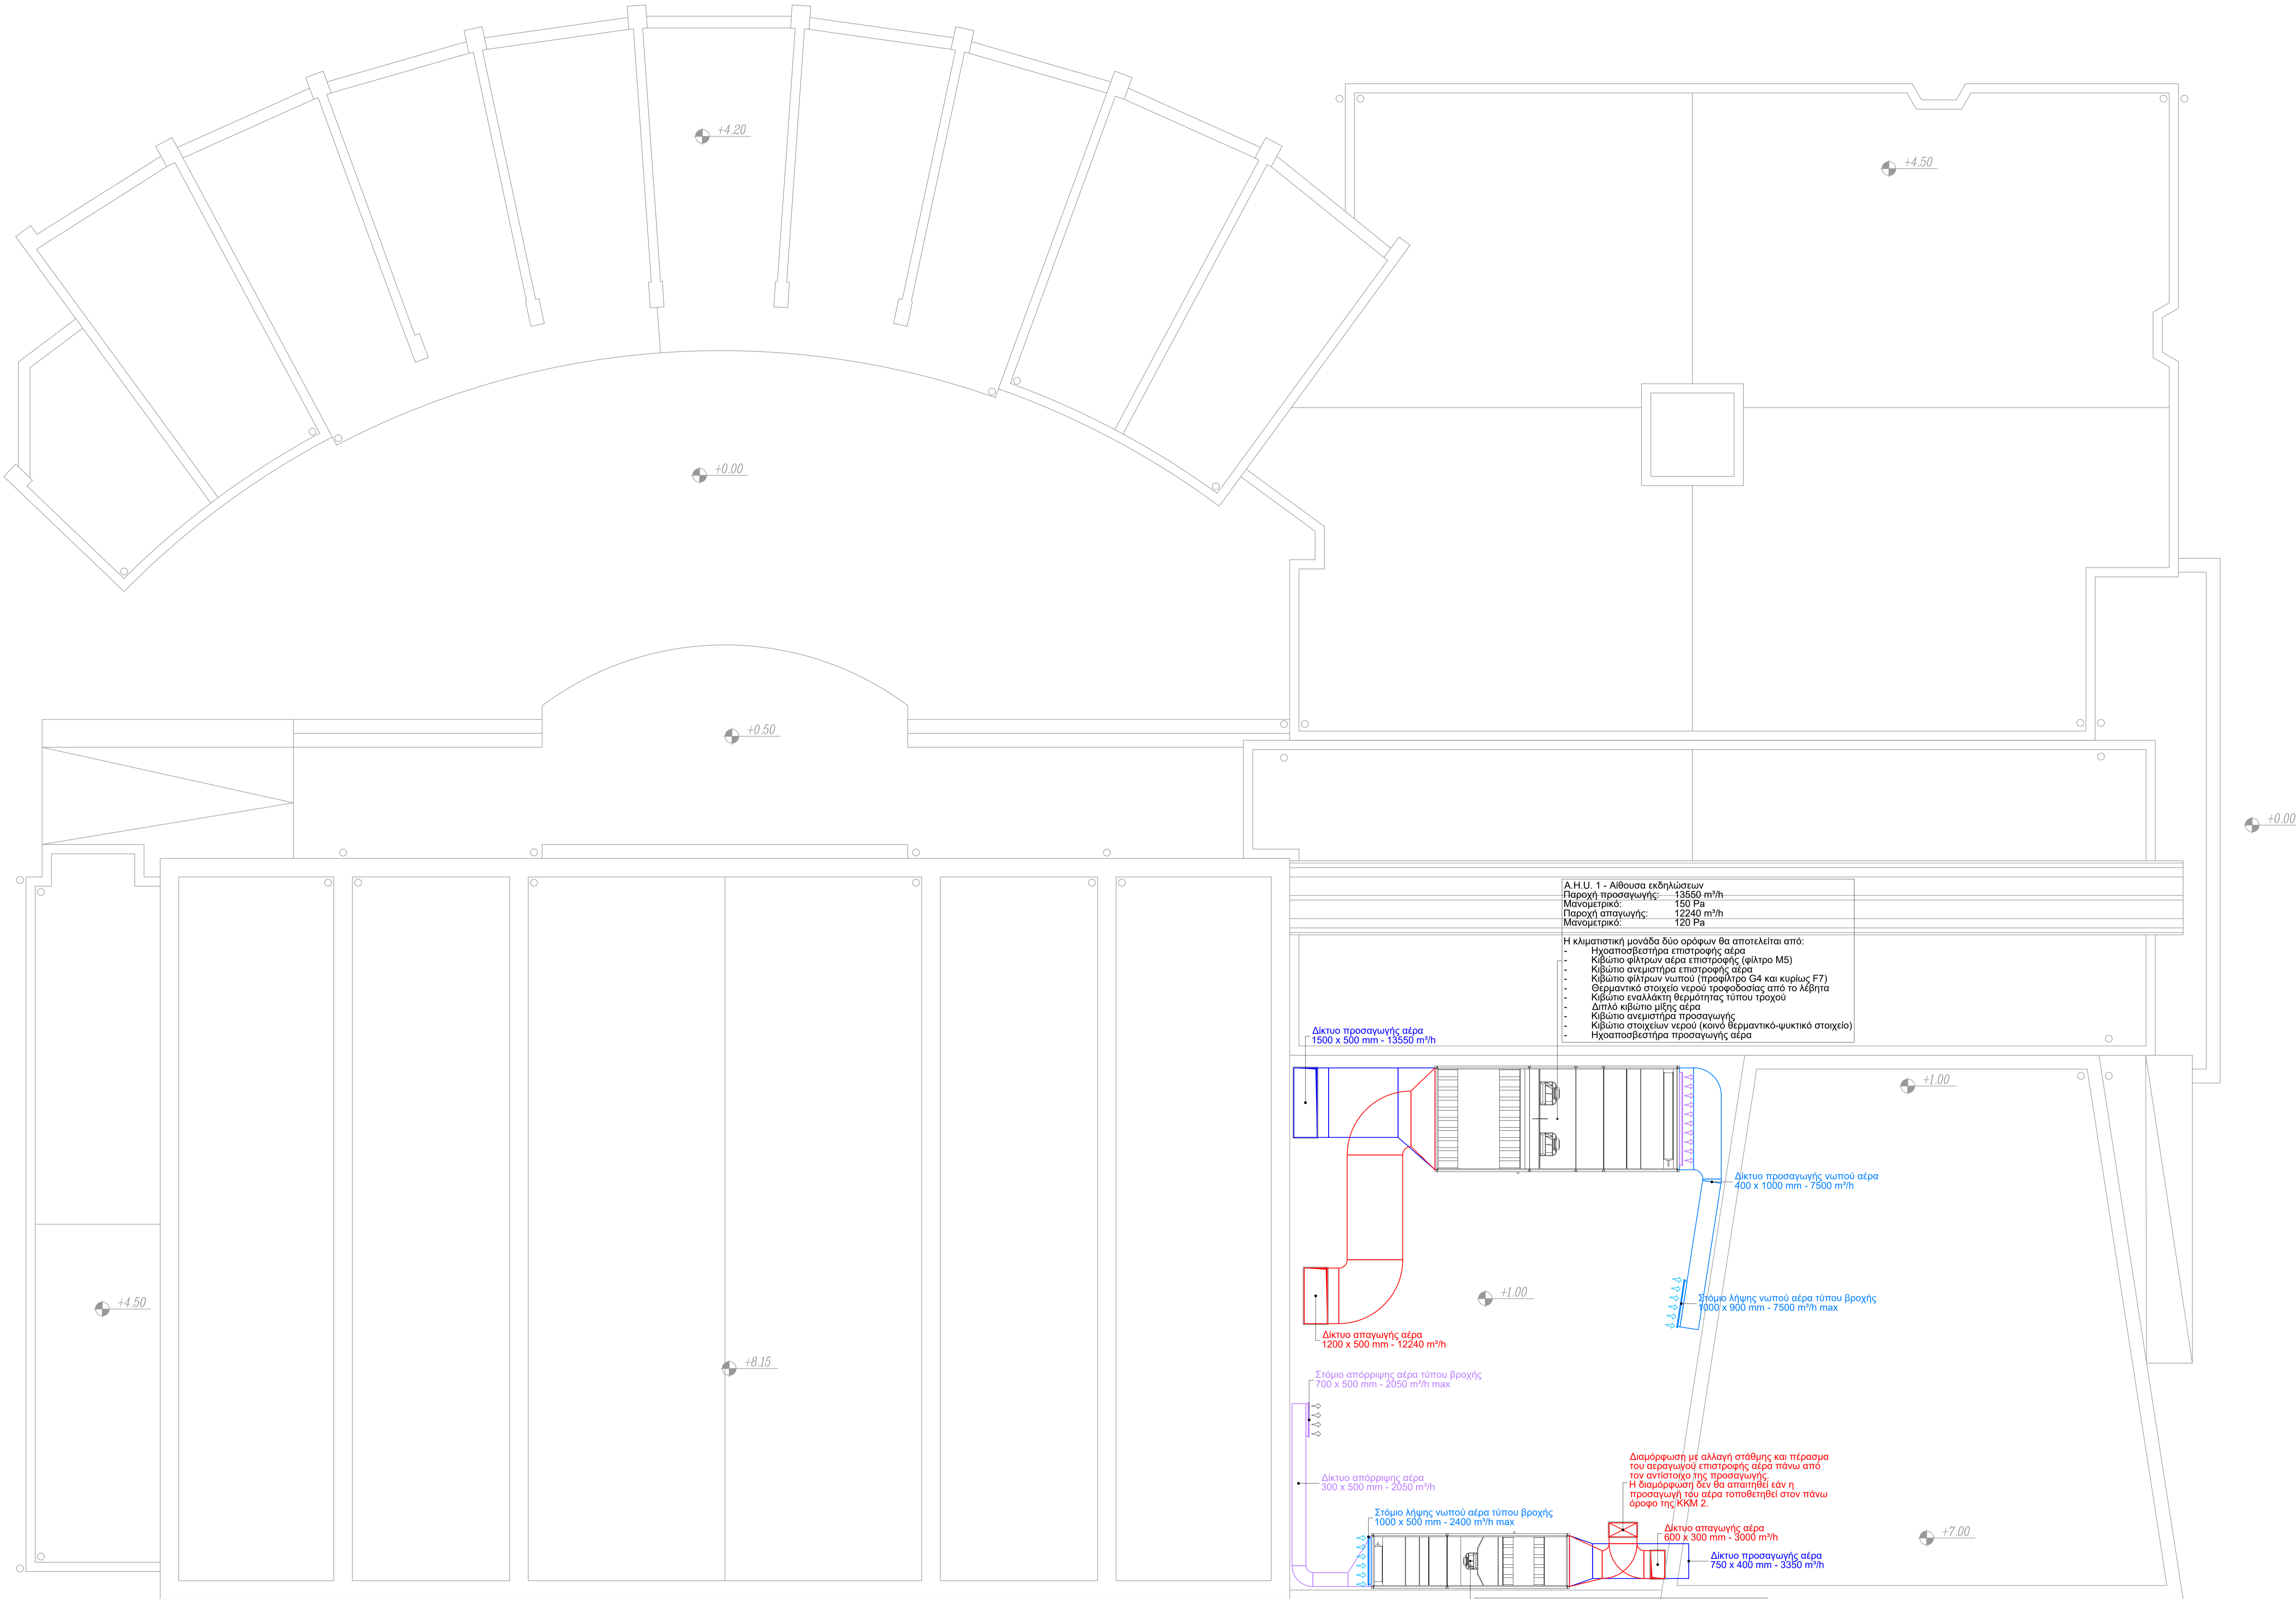 +4.20
+4.50
+0.00
+0.50
+0.00
A.H.U. 1 - Αίθουσα εκδηλώσεων
Παροχή προσαγωγής: 13550 m³/h
Μανομετρικό: 150 Pa
Παροχή απαγωγής: 12240 m³/h
Μανομετρικό: 120 Pa
Η κλιματιστική μονάδα δύο ορόφων θα αποτελείται από:
- Ηχοαποσβεστήρα επιστροφής αέρα
- Κιβώτιο φίλτρων αέρα επιστροφής (φίλτρο M5)
- Κιβώτιο ανεμιστήρα επιστροφής αέρα
- Κιβώτιο φίλτρων νωπού (προφίλτρο G4 και κυρίως F7)
- Θερμαντικό στοιχείο νερού τροφοδοσίας από το λέβητα
- Κιβώτιο εναλλάκτη θερμότητας τύπου τροχού
- Διπλό κιβώτιο μίξης αέρα
- Κιβώτιο ανεμιστήρα προσαγωγής
- Κιβώτιο στοιχείων νερού (κοινό θερμαντικό-ψυκτικό στοιχείο)
- Ηχοαποσβεστήρα προσαγωγής αέρα
Δίκτυο προσαγωγής αέρα
1500 x 500 mm - 13550 m³/h
+1.00
Δίκτυο προσαγωγής νωπού αέρα
400 x 1000 mm - 7500 m³/h
+4.50
+1.00
Στόμιο λήψης νωπού αέρα τύπου βροχής
1000 x 900 mm - 7500 m³/h max
Δίκτυο απαγωγής αέρα
1200 x 500 mm - 12240 m³/h
+8.15
Στόμιο απόρριψης αέρα τύπου βροχής
700 x 500 mm - 2050 m³/h max
Δίκτυο απόρριψης αέρα
300 x 500 mm - 2050 m³/h
Διαμόρφωση με αλλαγή στάθμης και πέρασμα
του αεραγωγού επιστροφής αέρα πάνω από
τον αντίστοιχο της προσαγωγής.
Η διαμόρφωση δεν θα απαιτηθεί εάν η
προσαγωγή του αέρα τοποθετηθεί στον πάνω
όροφο της ΚΚΜ 2.
Στόμιο λήψης νωπού αέρα τύπου βροχής
1000 x 500 mm - 2400 m³/h max
Δίκτυο απαγωγής αέρα
600 x 300 mm - 3000 m³/h
+7.00
Δίκτυο προσαγωγής αέρα
750 x 400 mm - 3350 m³/h